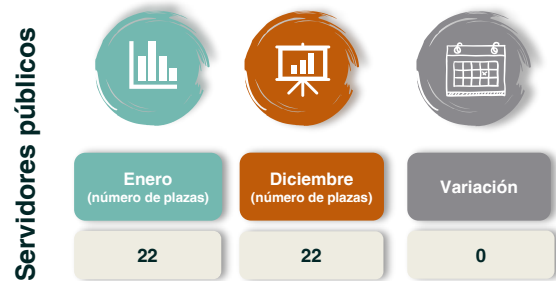 Servidores públicos
Enero
(número de plazas)
Diciembre
(número de plazas)
Variación
22
22
0